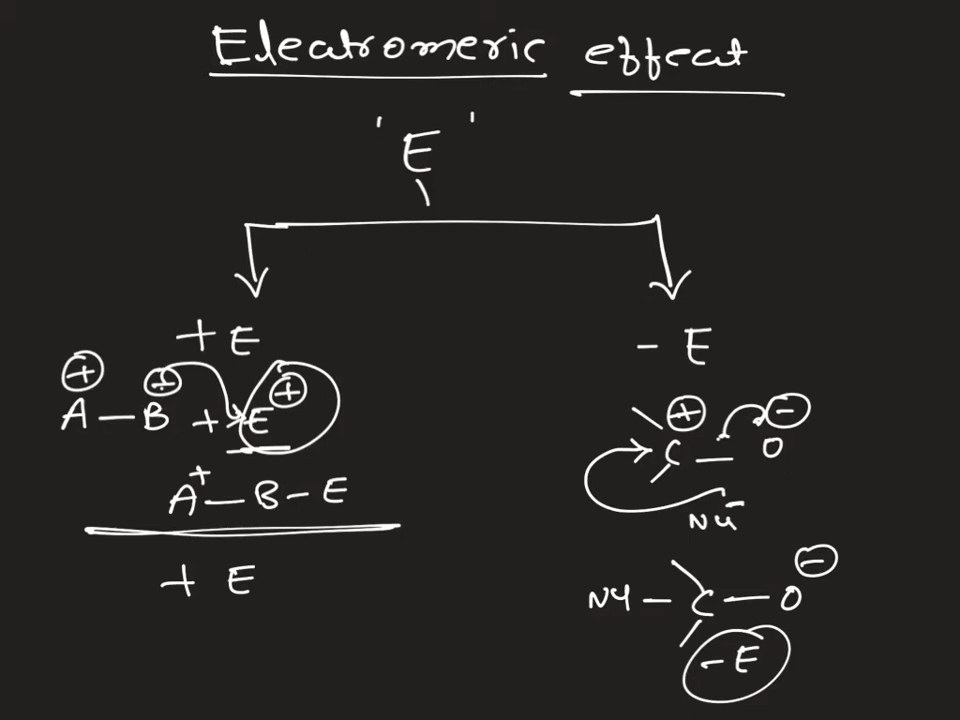 Electromeric effect
'E'
+E
-E
⊕ ⊖ ⊕
A-B + E
+
A-B-E
+E
⊕ ⊖
C-O
Nu⁻
⊖
Nu-C-O
-E